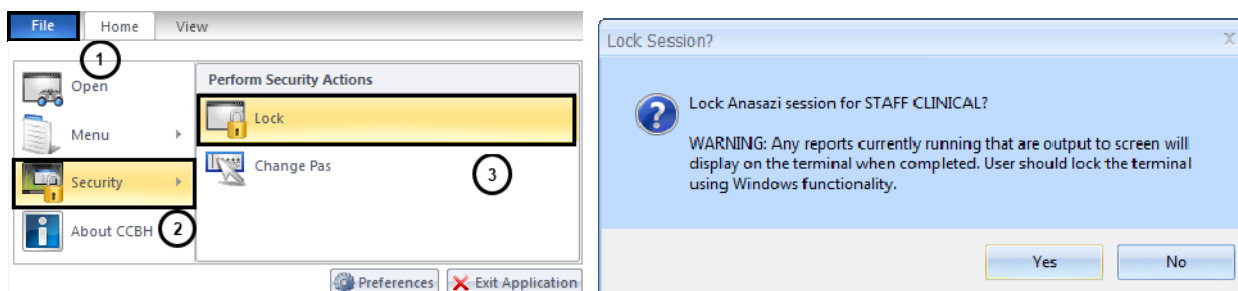 File Home View
1
Open
Menu
Security
2
About CCBH
Perform Security Actions
Lock
Change Pas
3
Preferences
Exit Application
Lock Session?
Lock Anasazi session for STAFF CLINICAL?
WARNING: Any reports currently running that are output to screen will
display on the terminal when completed. User should lock the terminal
using Windows functionality.
Yes No